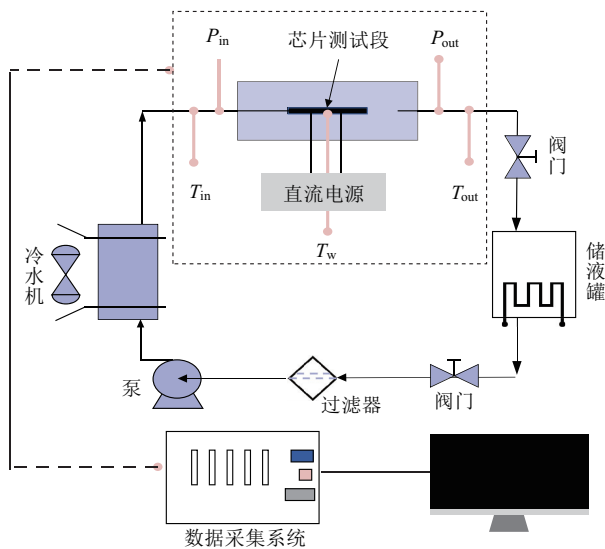 P_in
芯片测试段
P_out
阀门
T_in
直流电源
T_out
T_w
冷水机
储液罐
泵
过滤器
阀门
数据采集系统